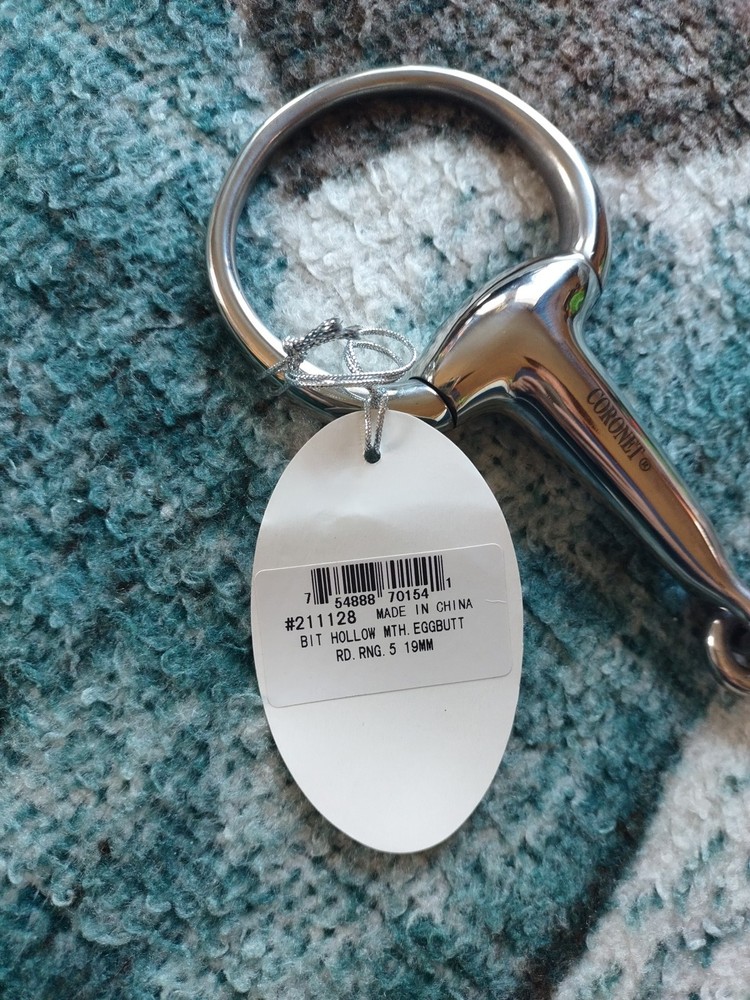 CORONET®
7 54888 70154 1
#211128 MADE IN CHINA
BIT HOLLOW MTH.EGGBUTT
RD.RNG.5 19MM